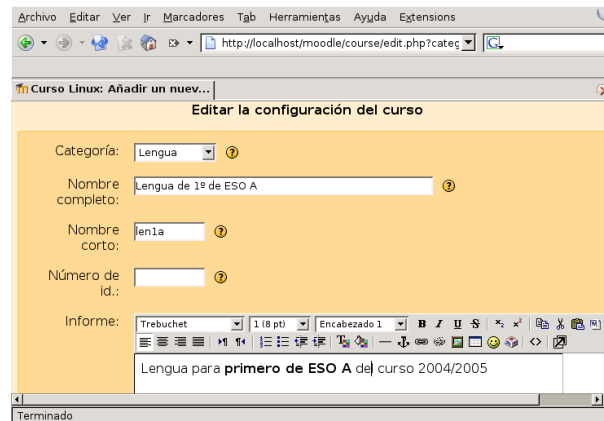 Archivo Editar Ver Ir Marcadores Tab Herramientas Ayuda Extensions
http://localhost/moodle/course/edit.php?categ
Curso Linux: Añadir un nuev...
Editar la configuración del curso
Categoría: Lengua
Nombre completo: Lengua de 1º de ESO A
Nombre corto: len1a
Número de id.:
Informe: Trebuchet 1 (8 pt) Encabezado 1 B I U S
Lengua para primero de ESO A del curso 2004/2005
Terminado